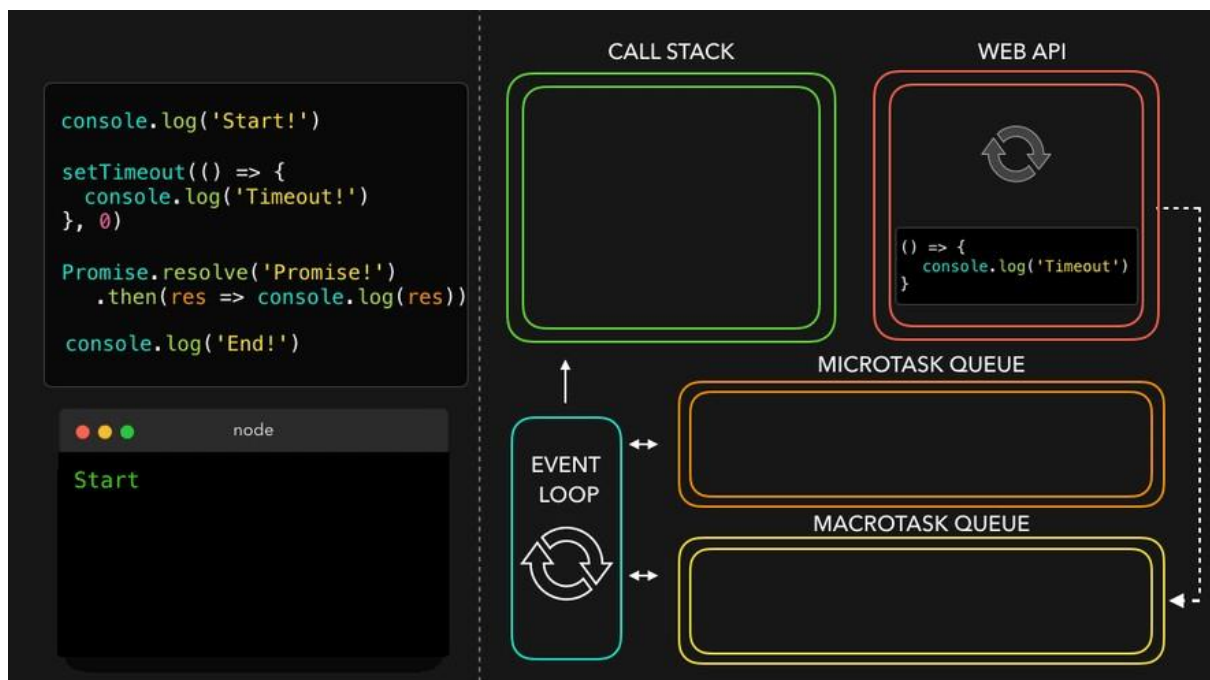 console.log('Start!')
setTimeout(() => {
  console.log('Timeout!')
}, 0)
Promise.resolve('Promise!')
   .then(res => console.log(res))
console.log('End!')
node
Start
CALL STACK
WEB API
() => {
  console.log('Timeout')
}
MICROTASK QUEUE
EVENT
LOOP
MACROTASK QUEUE